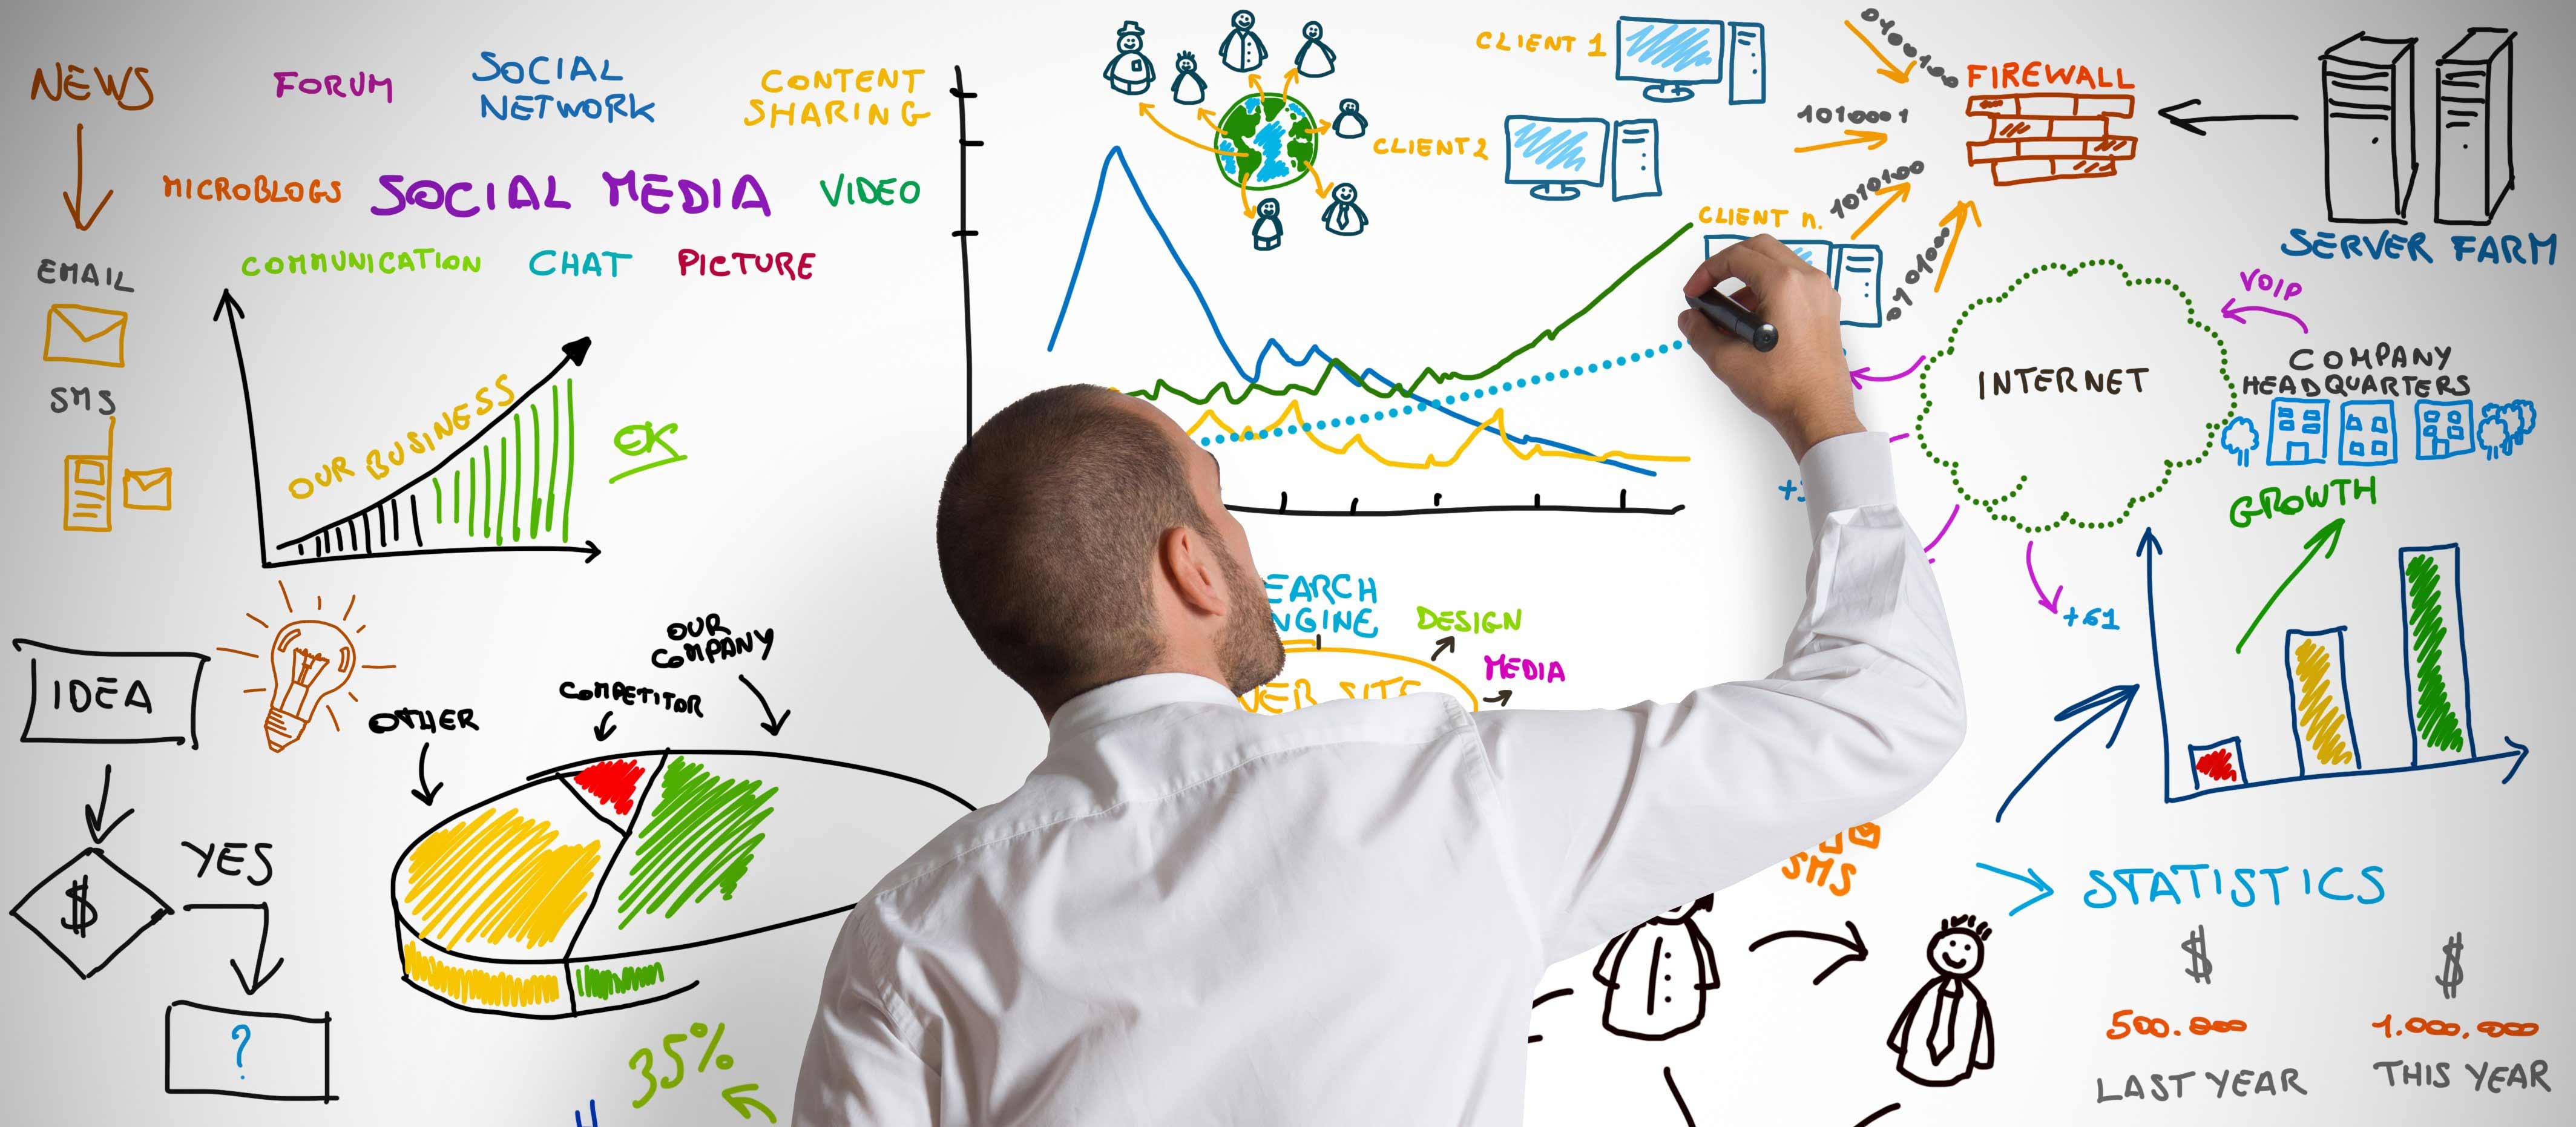 NEWS
FORUM
SOCIAL
NETWORK
CONTENT
SHARING
MICROBLOGS
SOCIAL MEDIA
VIDEO
COMMUNICATION
CHAT
PICTURE
EMAIL
SMS
OUR BUSINESS
OK
IDEA
$
YES
?
OTHER
COMPETITOR
OUR
COMPANY
35%
CLIENT 1
CLIENT 2
CLIENT n.
0100100
1010001
1010100
0101000
FIREWALL
SERVER FARM
VOIP
INTERNET
COMPANY
HEADQUARTERS
GROWTH
+61
EARCH
NGINE
DESIGN
MEDIA
SITE
SMS
STATISTICS
$
$
500.000
1.000.000
LAST YEAR
THIS YEAR